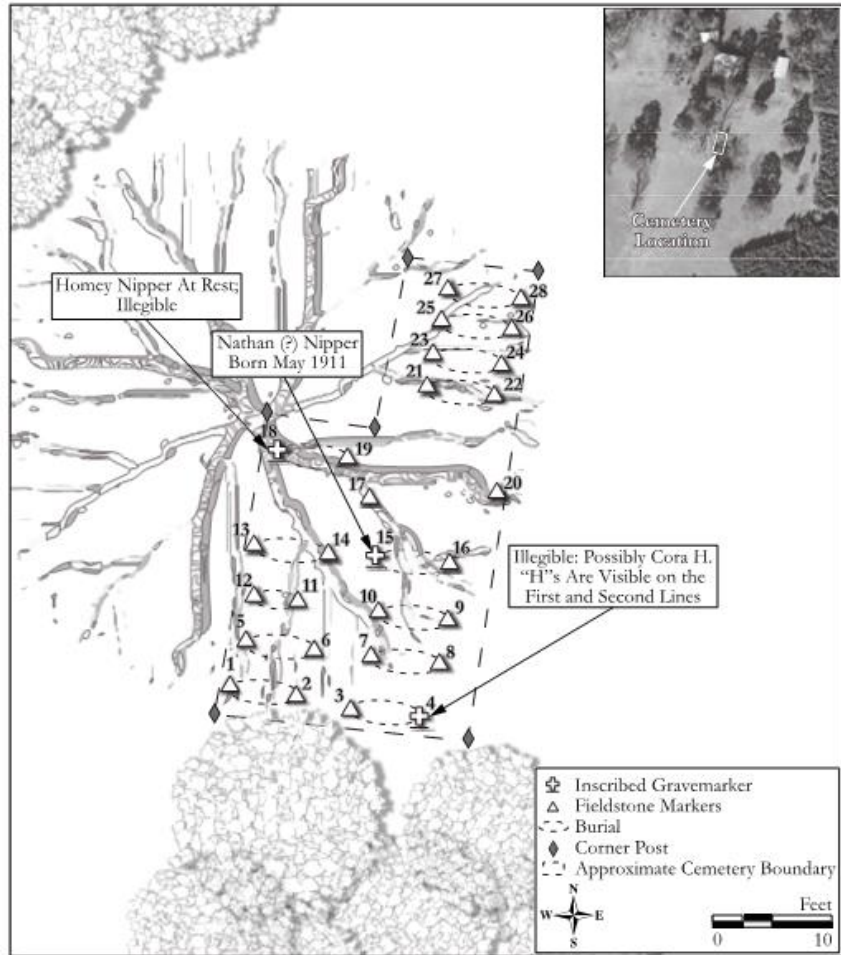 Cemetery
Location
Homey Nipper At Rest;
Illegible
Nathan (?) Nipper
Born May 1911
27
28
25
26
23
24
21
22
18
19
17
20
13
14
15
16
Illegible: Possibly Cora H.
"H"s Are Visible on the
First and Second Lines
12
11
10
9
5
6
7
8
1
2
3
4
Inscribed Gravemarker
Fieldstone Markers
Burial
Corner Post
Approximate Cemetery Boundary
N
W E
S
Feet
0 10